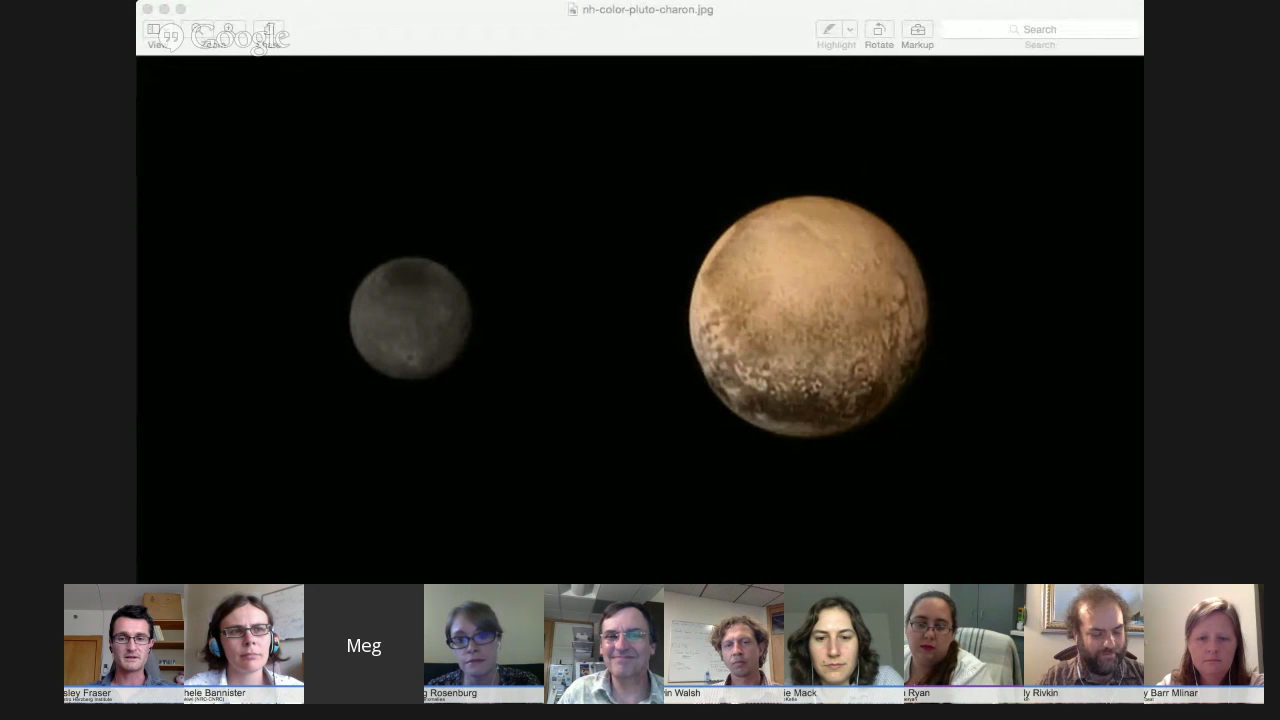 nh-color-pluto-charon.jpg
Google
Search
Highlight Rotate Markup Search
Meg
sley Fraser
hele Bannister
g Rosenburg
in Walsh
ie Mack
n Ryan
ly Rivkin
y Barr Mlinar